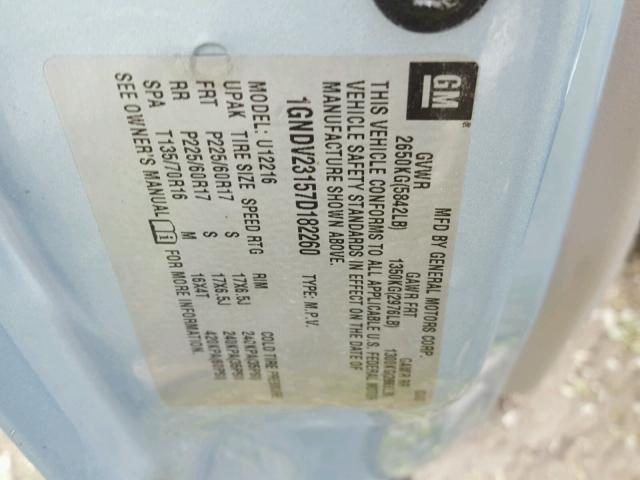 GM
MFD BY GENERAL MOTORS CORP.
GVWR GAWR FRT GAWR RR
2650KG(5842LB) 1350KG(2976LB)
THIS VEHICLE CONFORMS TO ALL APPLICABLE U.S. FEDERAL MOTOR
VEHICLE SAFETY STANDARDS IN EFFECT ON THE DATE OF
MANUFACTURE SHOWN ABOVE.
1GNDV23157D182260 TYPE: M.P.V.
MODEL: U12216
UPAK TIRE SIZE SPEED RTG RIM COLD TIRE PRESSURE
FRT P225/60R17 S 17X6.5J 240KPA(35PSI)
RR P225/60R17 S 17X6.5J 240KPA(35PSI)
SPA T135/70R16 M 16X4T 420KPA(60PSI)
SEE OWNER'S MANUAL FOR MORE INFORMATION.